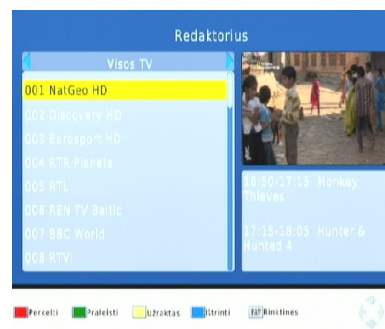 Redaktorius
Visos TV
001 NatGeo HD
002 Discovery HD
003 Eurosport HD
004 RTR Planeta
005 RTL
006 REN TV Baltic
007 BBC World
008 RTVi
16:50-17:15 Monkey
Thieves
17:15-18:05 Hunter &
Hunted 4
Perkelti
Praleisti
Užraktas
Ištrinti
FAV Rinktinės